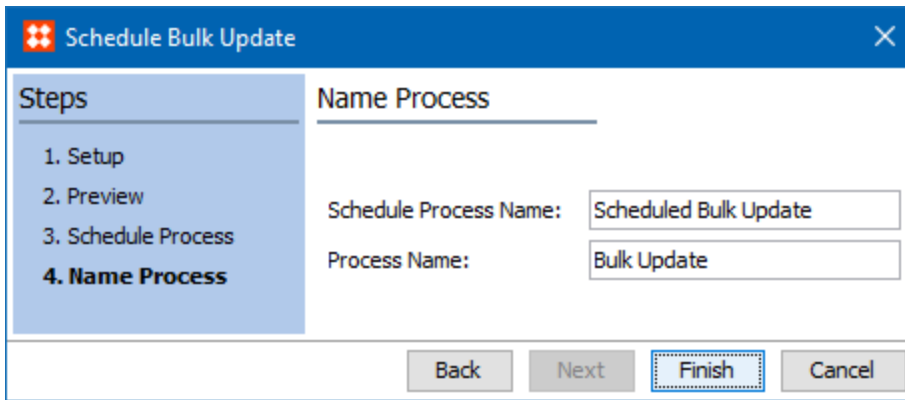 Schedule Bulk Update
Steps
1. Setup
2. Preview
3. Schedule Process
4. Name Process
Name Process
Schedule Process Name: Scheduled Bulk Update
Process Name: Bulk Update
Back Next Finish Cancel